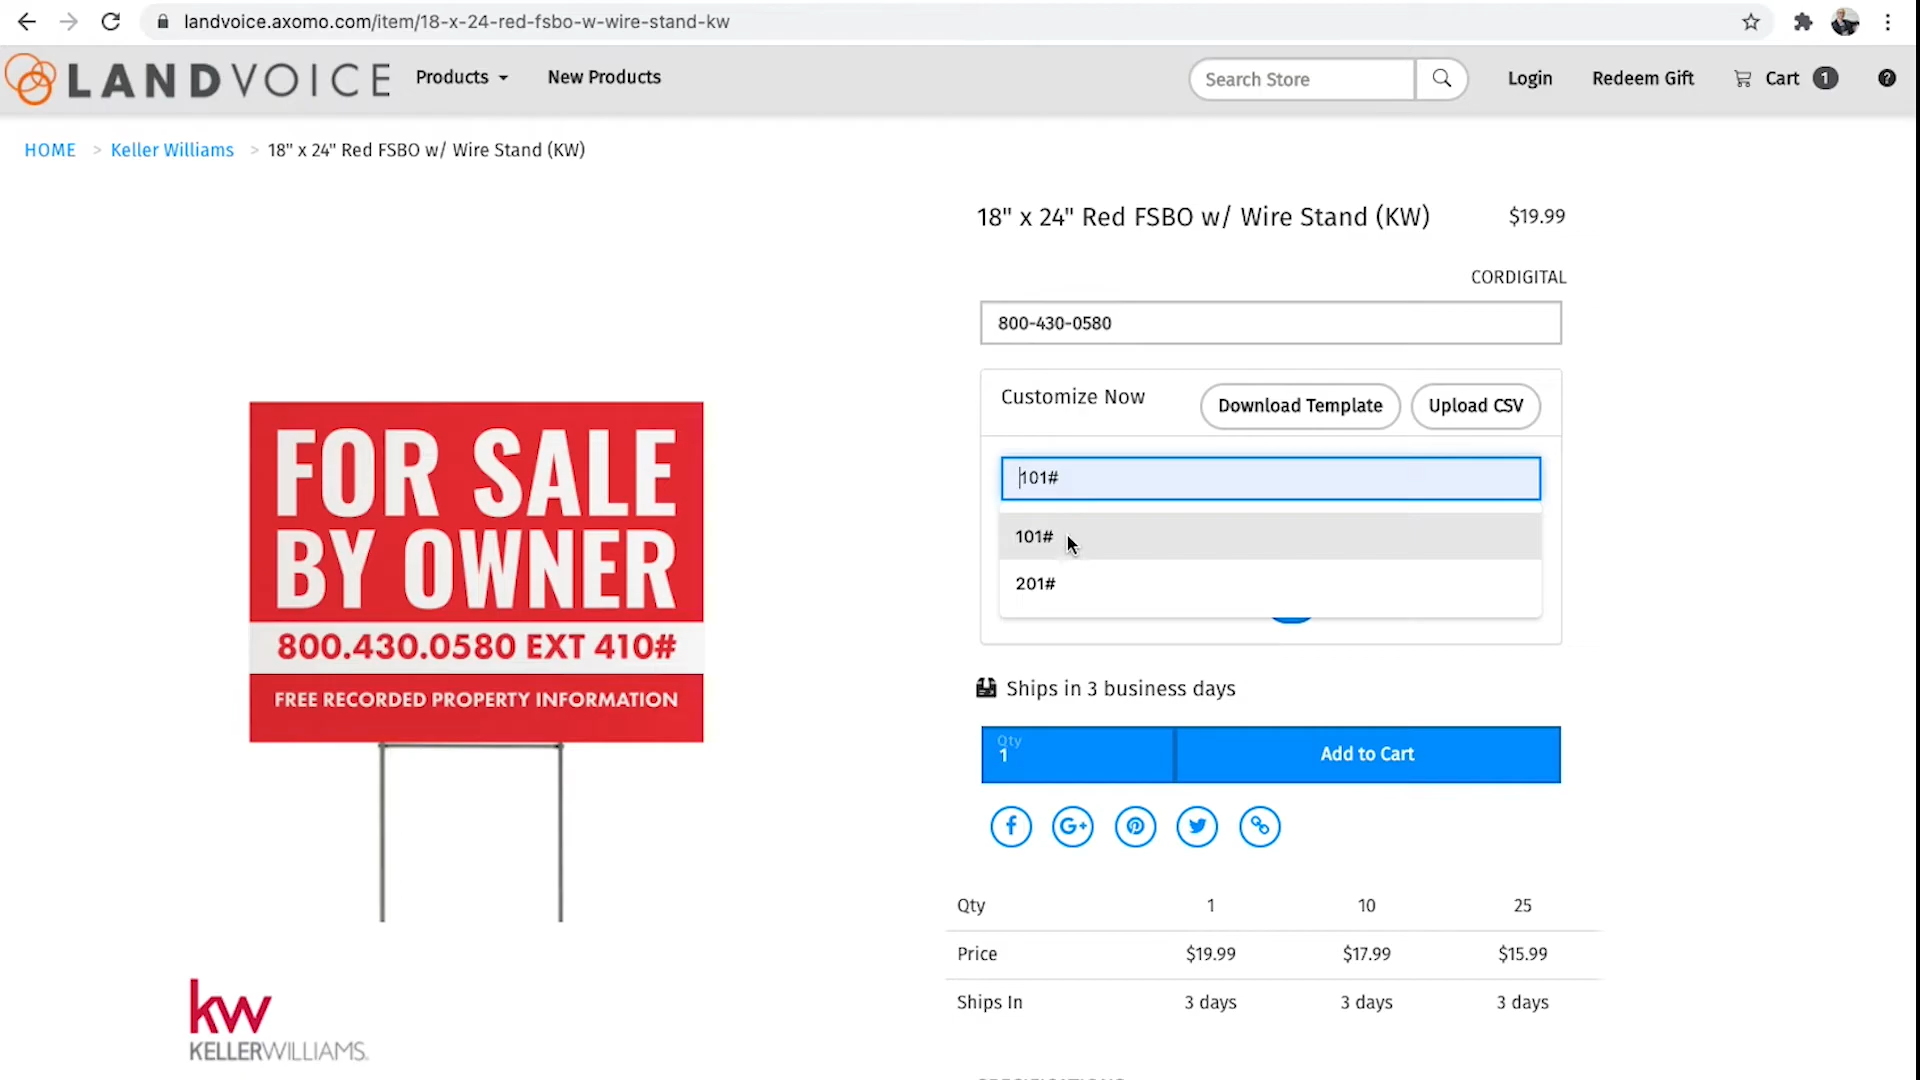 landvoice.axomo.com/item/18-x-24-red-fsbo-w-wire-stand-kw
LANDVOICE
Products
New Products
Search Store
Login
Redeem Gift
Cart 1
?
HOME > Keller Williams > 18" x 24" Red FSBO w/ Wire Stand (KW)
18" x 24" Red FSBO w/ Wire Stand (KW) $19.99
CORDIGITAL
800-430-0580
Customize Now
Download Template
Upload CSV
101#
101#
201#
FOR SALE
BY OWNER
800.430.0580 EXT 410#
FREE RECORDED PROPERTY INFORMATION
kw
KELLERWILLIAMS.
Ships in 3 business days
Qty
1
Add to Cart
f
G+
Qty 1 10 25
Price $19.99 $17.99 $15.99
Ships In 3 days 3 days 3 days